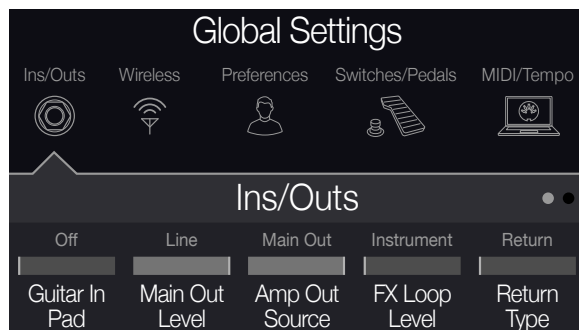 Global Settings
Ins/Outs Wireless Preferences Switches/Pedals MIDI/Tempo
Ins/Outs
Off Line Main Out Instrument Return
Guitar In Pad Main Out Level Amp Out Source FX Loop Level Return Type